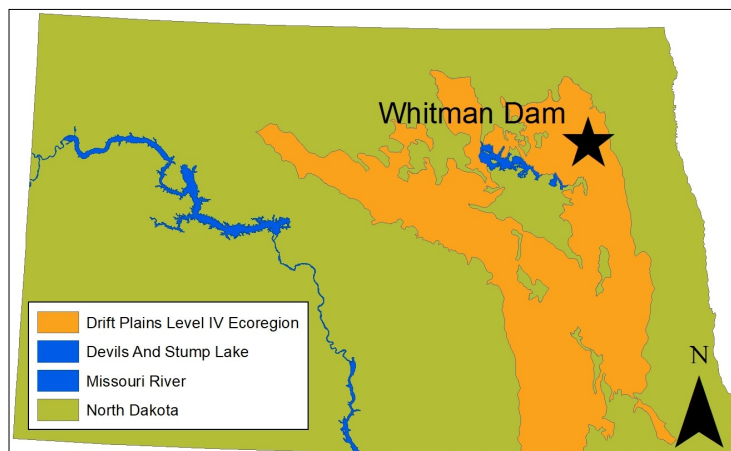 Whitman Dam
Drift Plains Level IV Ecoregion
Devils And Stump Lake
Missouri River
North Dakota
N